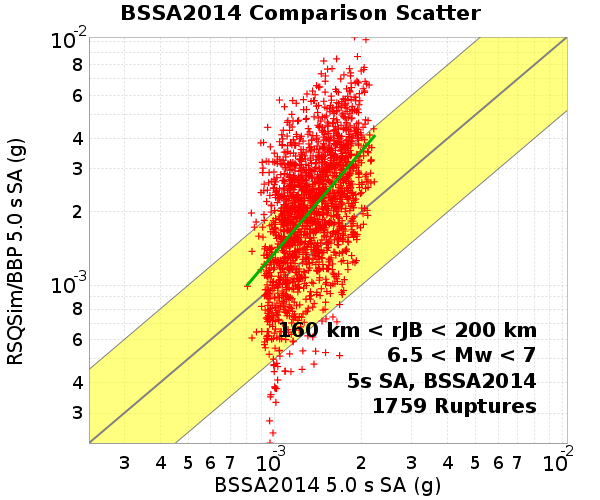 BSSA2014 Comparison Scatter
RSQSim/BBP 5.0 s SA (g)
10-2
8
6
4
3
2
10-3
8
6
4
3
160 km < rJB < 200 km
6.5 < Mw < 7
5s SA, BSSA2014
1759 Ruptures
3 4 5 6 7 10-3 2 3 4 5 6 7 10-2
BSSA2014 5.0 s SA (g)